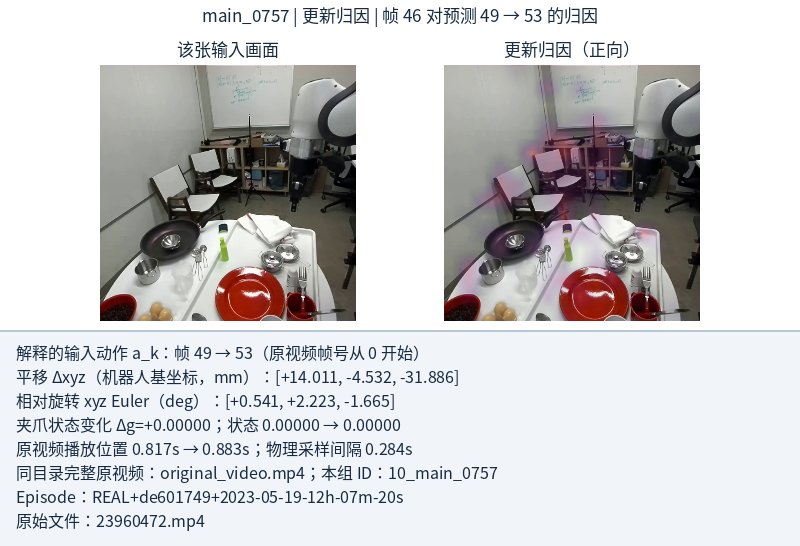 main_0757 | 更新归因 | 帧 46 对预测 49 → 53 的归因
该张输入画面
更新归因（正向）
解释的输入动作 a_k：帧 49 → 53（原视频帧号从 0 开始）
平移 Δxyz（机器人基坐标，mm）：[+14.011, -4.532, -31.886]
相对旋转 xyz Euler（deg）：[+0.541, +2.223, -1.665]
夹爪状态变化 Δg=+0.00000；状态 0.00000 → 0.00000
原视频播放位置 0.817s → 0.883s；物理采样间隔 0.284s
同目录完整原视频：original_video.mp4；本组 ID：10_main_0757
Episode：REAL+de601749+2023-05-19-12h-07m-20s
原始文件：23960472.mp4